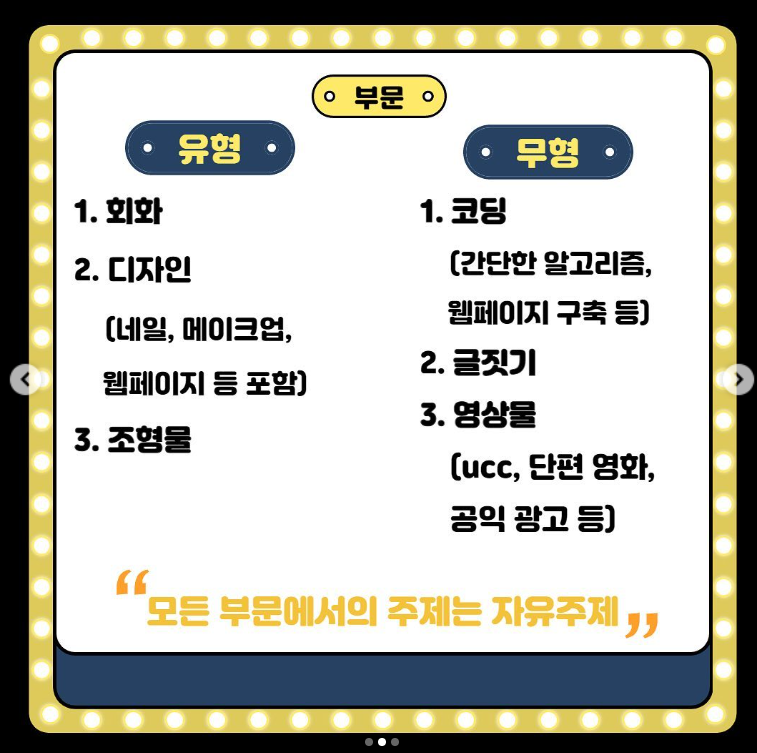 부문
유형
1. 회화
2. 디자인
(네일, 메이크업,
웹페이지 등 포함)
3. 조형물
무형
1. 코딩
(간단한 알고리즘,
웹페이지 구축 등)
2. 글짓기
3. 영상물
(ucc, 단편 영화,
공익 광고 등)
“모든 부문에서의 주제는 자유주제”